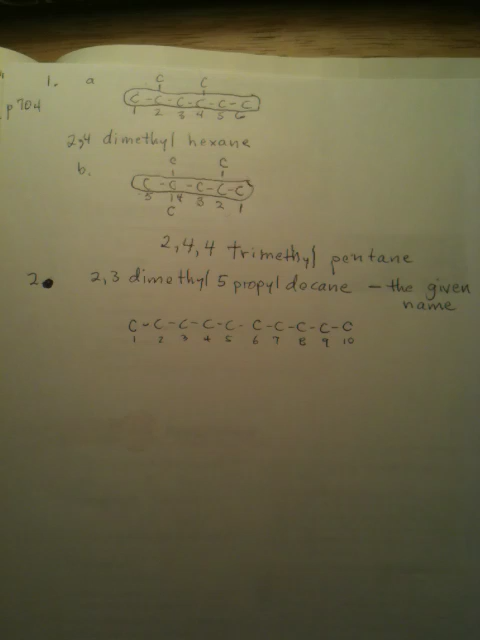 1. a
p704
C C
C - C - C - C - C - C
1 2 3 4 5 6
2,4 dimethyl hexane
b.
C C
C - C - C - C - C
5 14 3 2 1
C
2,4,4 trimethyl pentane
2. 2,3 dimethyl 5 propyl docane - the given
name
C - C - C - C - C - C - C - C - C - C
1 2 3 4 5 6 7 8 9 10